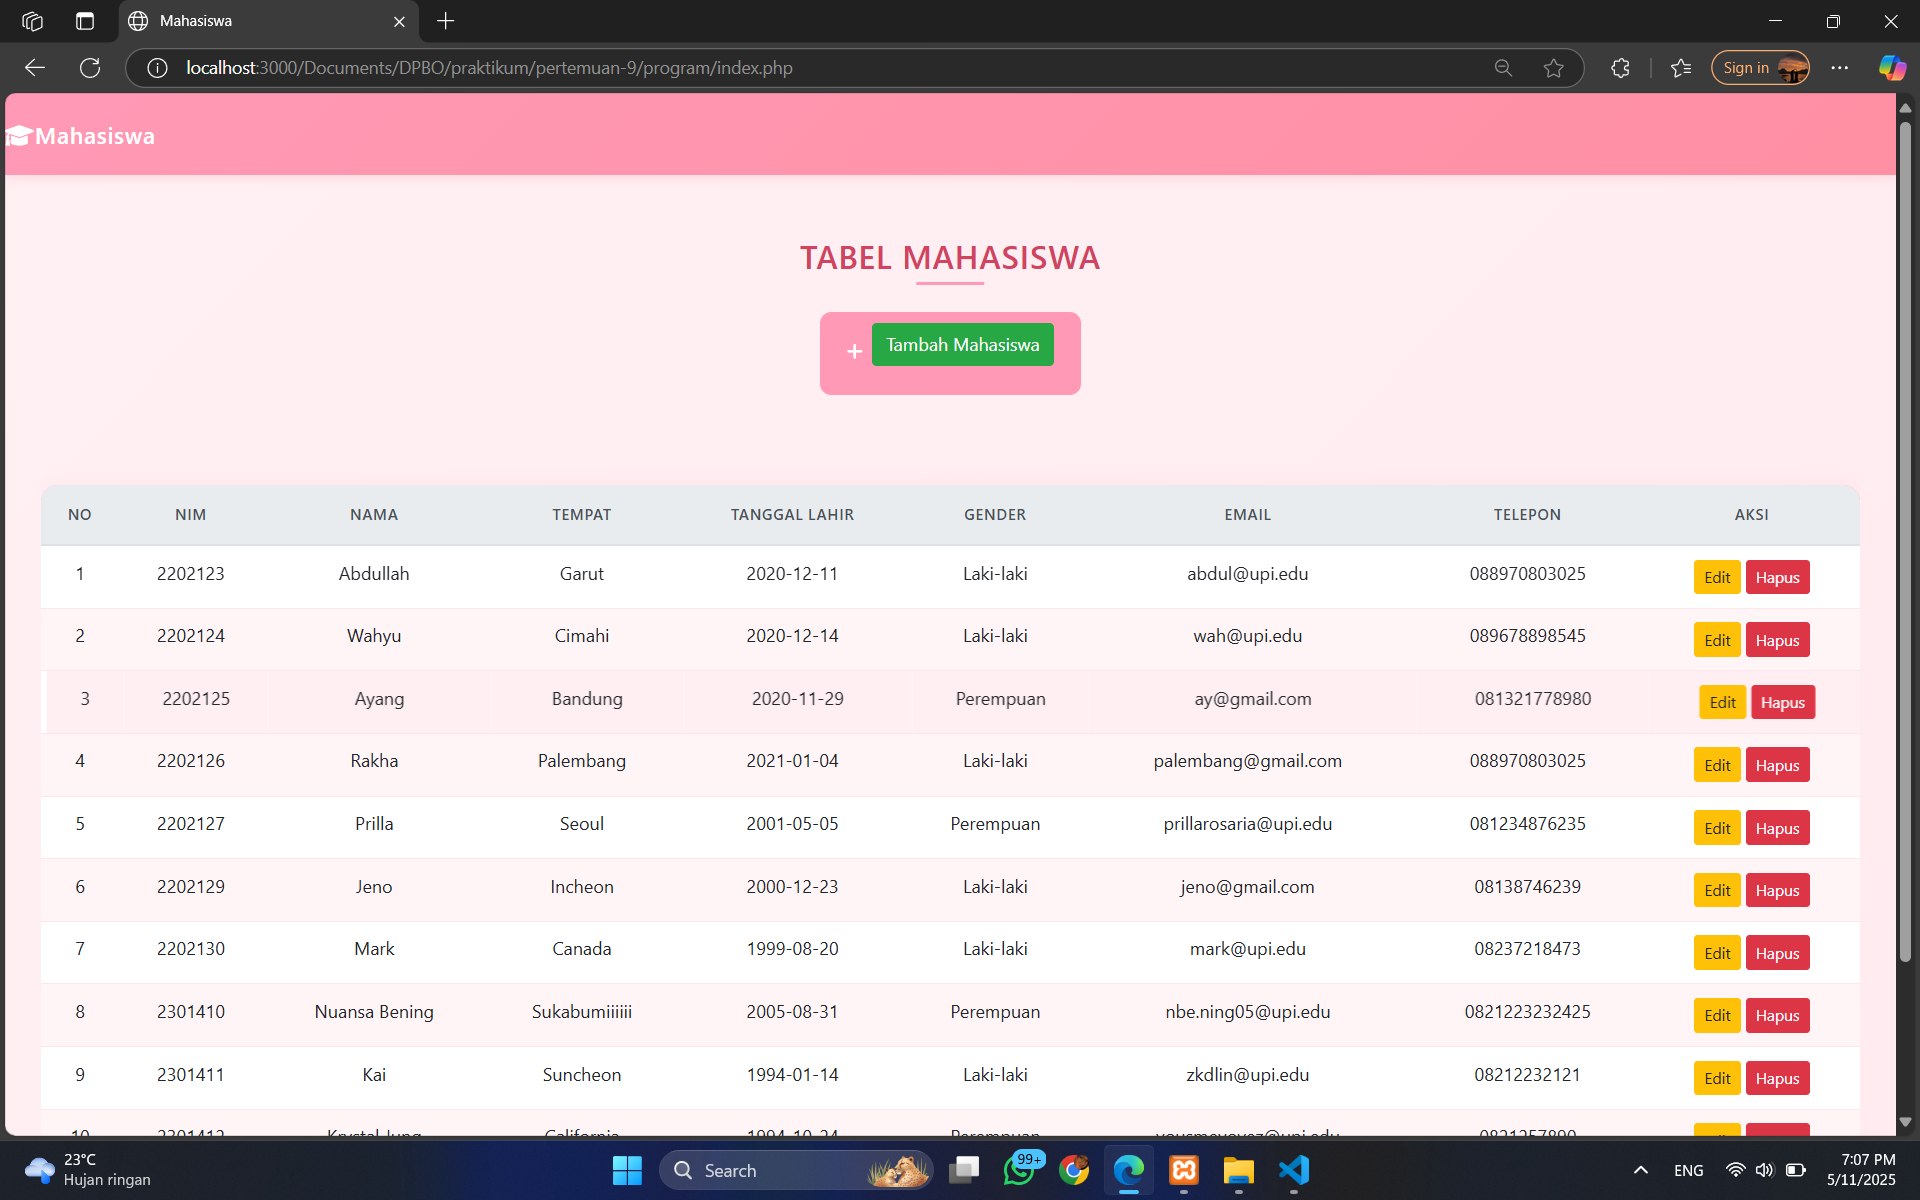 Mahasiswa
localhost:3000/Documents/DPBO/praktikum/pertemuan-9/program/index.php
Sign in
Mahasiswa
TABEL MAHASISWA
+ Tambah Mahasiswa
NO NIM NAMA TEMPAT TANGGAL LAHIR GENDER EMAIL TELEPON AKSI
1 2202123 Abdullah Garut 2020-12-11 Laki-laki abdul@upi.edu 088970803025 Edit Hapus
2 2202124 Wahyu Cimahi 2020-12-14 Laki-laki wah@upi.edu 089678898545 Edit Hapus
3 2202125 Ayang Bandung 2020-11-29 Perempuan ay@gmail.com 081321778980 Edit Hapus
4 2202126 Rakha Palembang 2021-01-04 Laki-laki palembang@gmail.com 088970803025 Edit Hapus
5 2202127 Prilla Seoul 2001-05-05 Perempuan prillarosaria@upi.edu 081234876235 Edit Hapus
6 2202129 Jeno Incheon 2000-12-23 Laki-laki jeno@gmail.com 08138746239 Edit Hapus
7 2202130 Mark Canada 1999-08-20 Laki-laki mark@upi.edu 08237218473 Edit Hapus
8 2301410 Nuansa Bening Sukabumiiiiii 2005-08-31 Perempuan nbe.ning05@upi.edu 0821223232425 Edit Hapus
9 2301411 Kai Suncheon 1994-01-14 Laki-laki zkdlin@upi.edu 08212232121 Edit Hapus
10 2301412 Krystal Jung California 1994-10-24 Perempuan
23°C
Hujan ringan
Search
99+
ENG
7:07 PM
5/11/2025